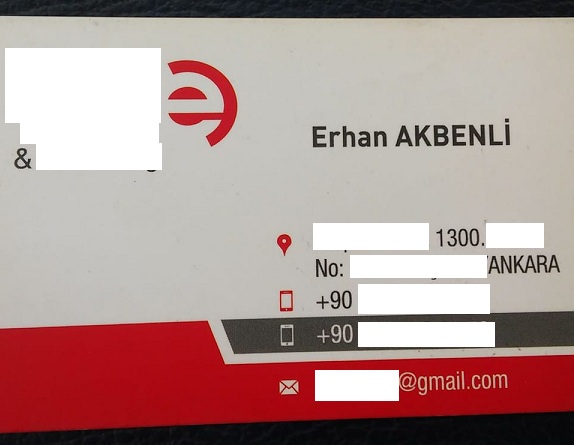 e
&
Erhan AKBENLİ
1300.
No: /ANKARA
+90
+90
@gmail.com